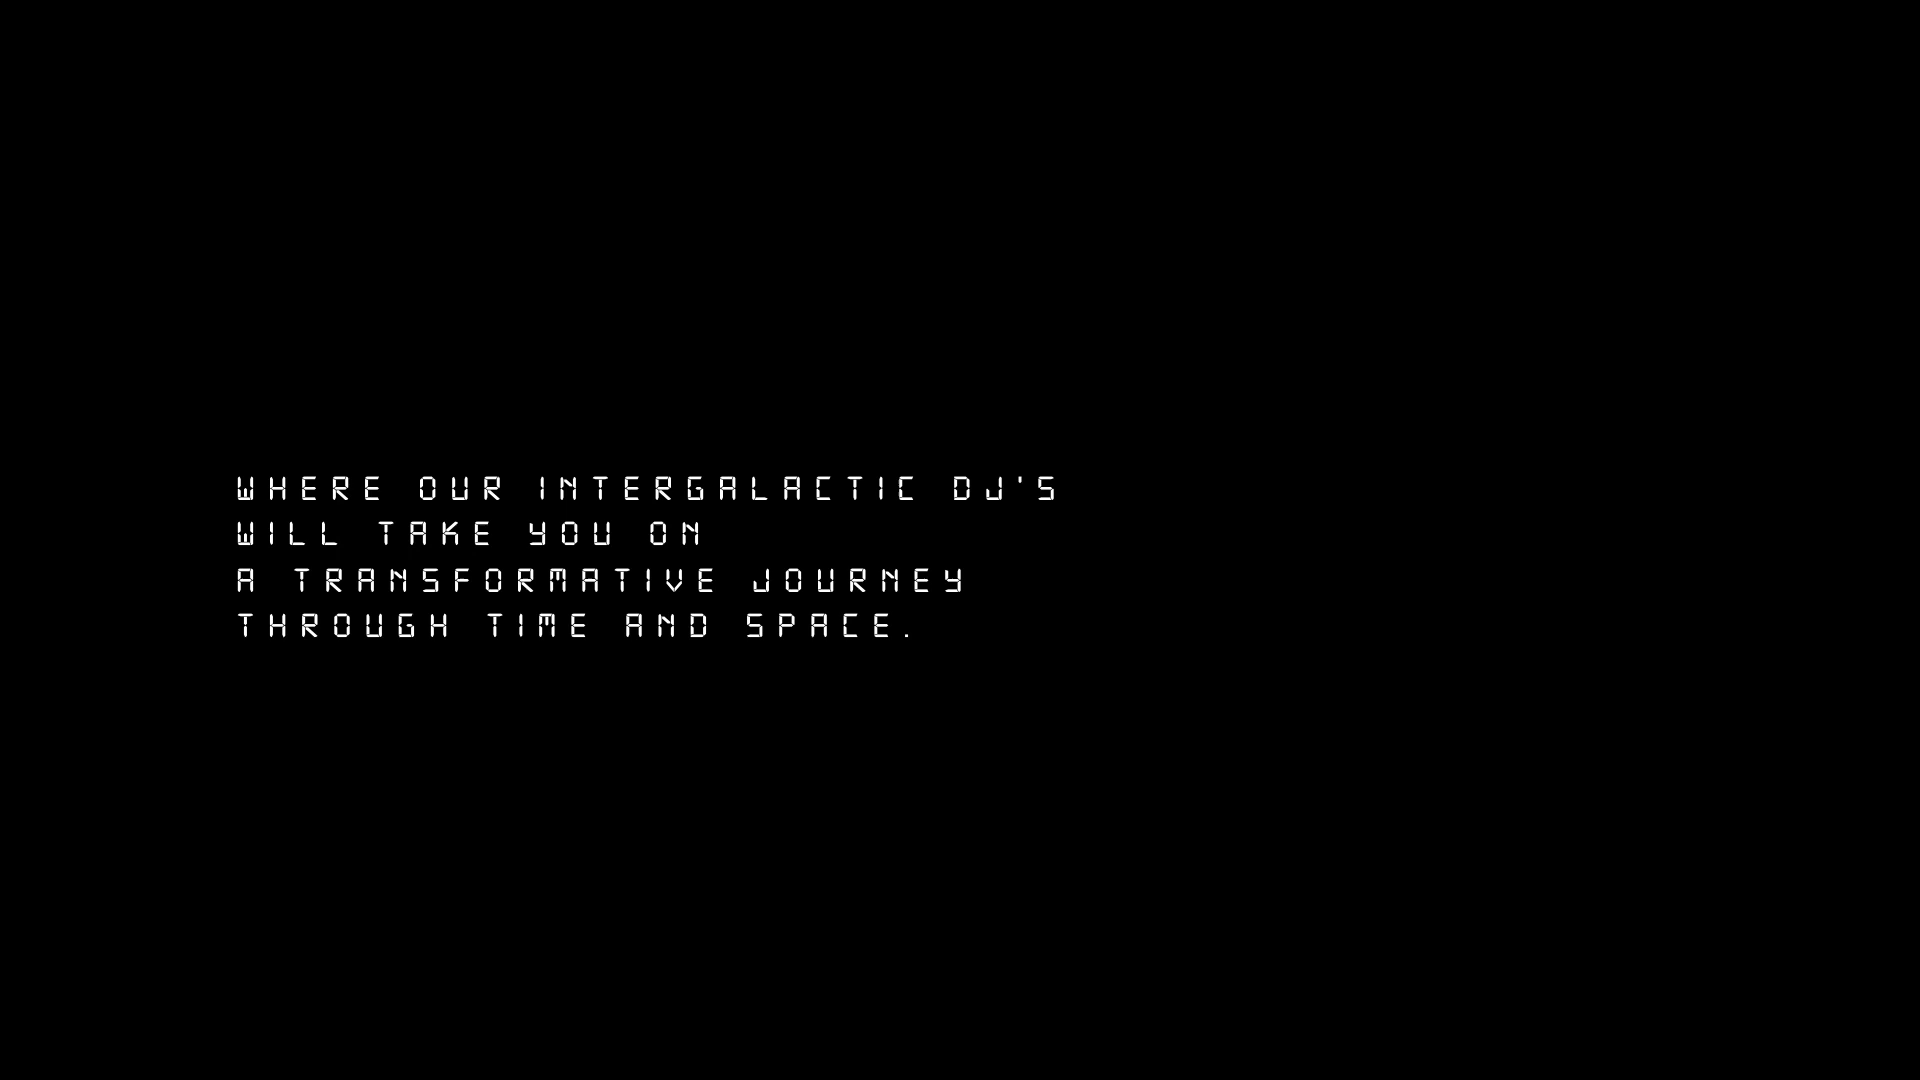 WHERE OUR INTERGALACTIC DJ'S
WILL TAKE YOU ON
A TRANSFORMATIVE JOURNEY
THROUGH TIME AND SPACE.